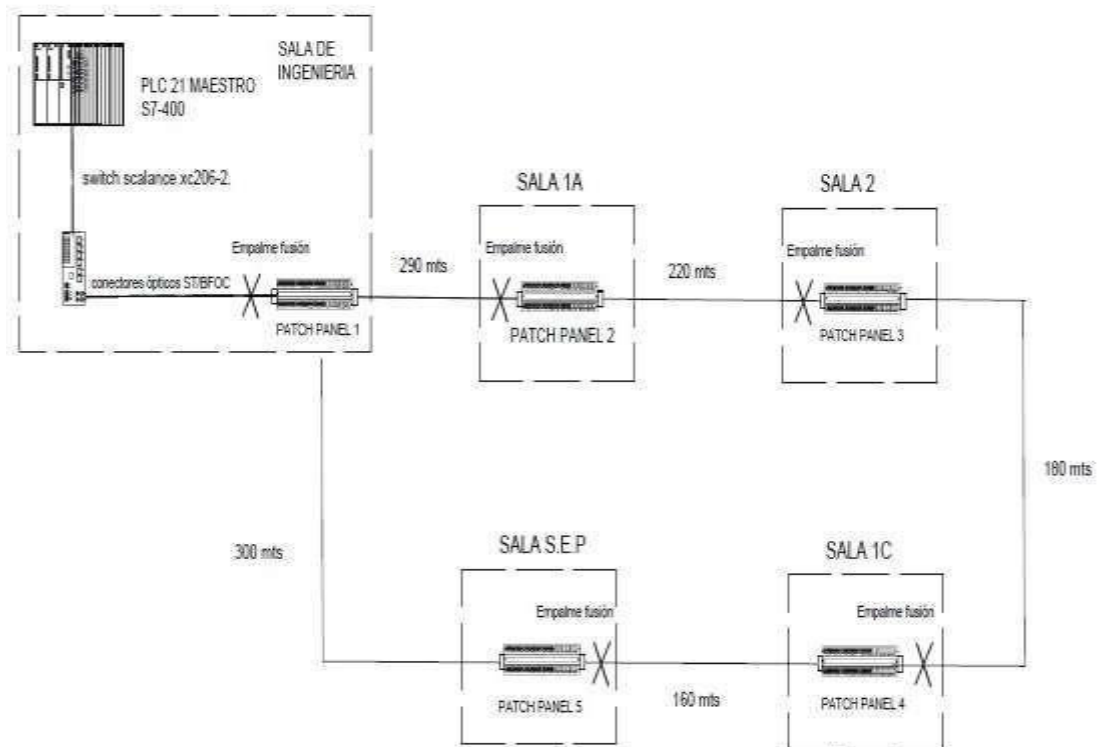 SALA DE
INGENIERIA
PLC 21 MAESTRO
S7-400
switch scalance xc206-2.
Empalme fusión
conectores ópticos ST/BFOC
PATCH PANEL 1
290 mts
SALA 1A
Empalme fusión
PATCH PANEL 2
220 mts
SALA 2
Empalme fusión
PATCH PANEL 3
180 mts
300 mts
SALA S.E.P
Empalme fusión
PATCH PANEL 5
160 mts
SALA 1C
Empalme fusión
PATCH PANEL 4